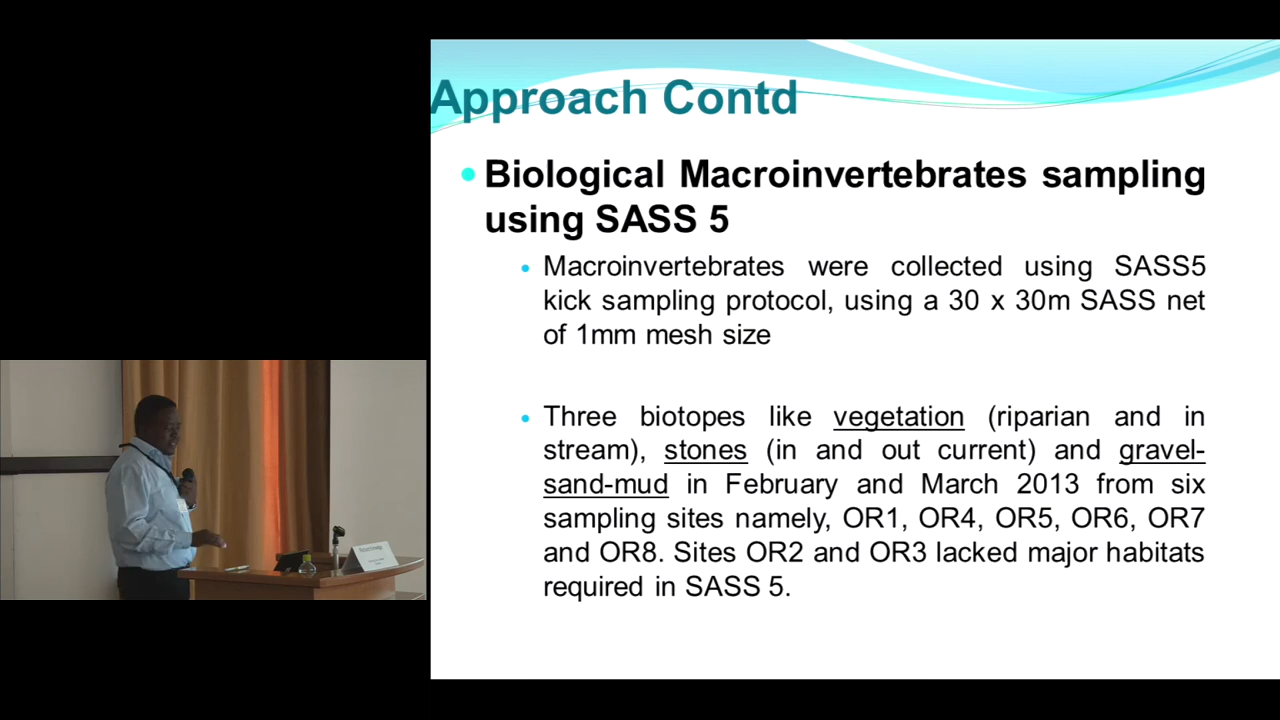 Approach Contd
Biological Macroinvertebrates sampling
using SASS 5
Macroinvertebrates were collected using SASS5
kick sampling protocol, using a 30 x 30m SASS net
of 1mm mesh size
Three biotopes like vegetation (riparian and in
stream), stones (in and out current) and gravel-
sand-mud in February and March 2013 from six
sampling sites namely, OR1, OR4, OR5, OR6, OR7
and OR8. Sites OR2 and OR3 lacked major habitats
required in SASS 5.